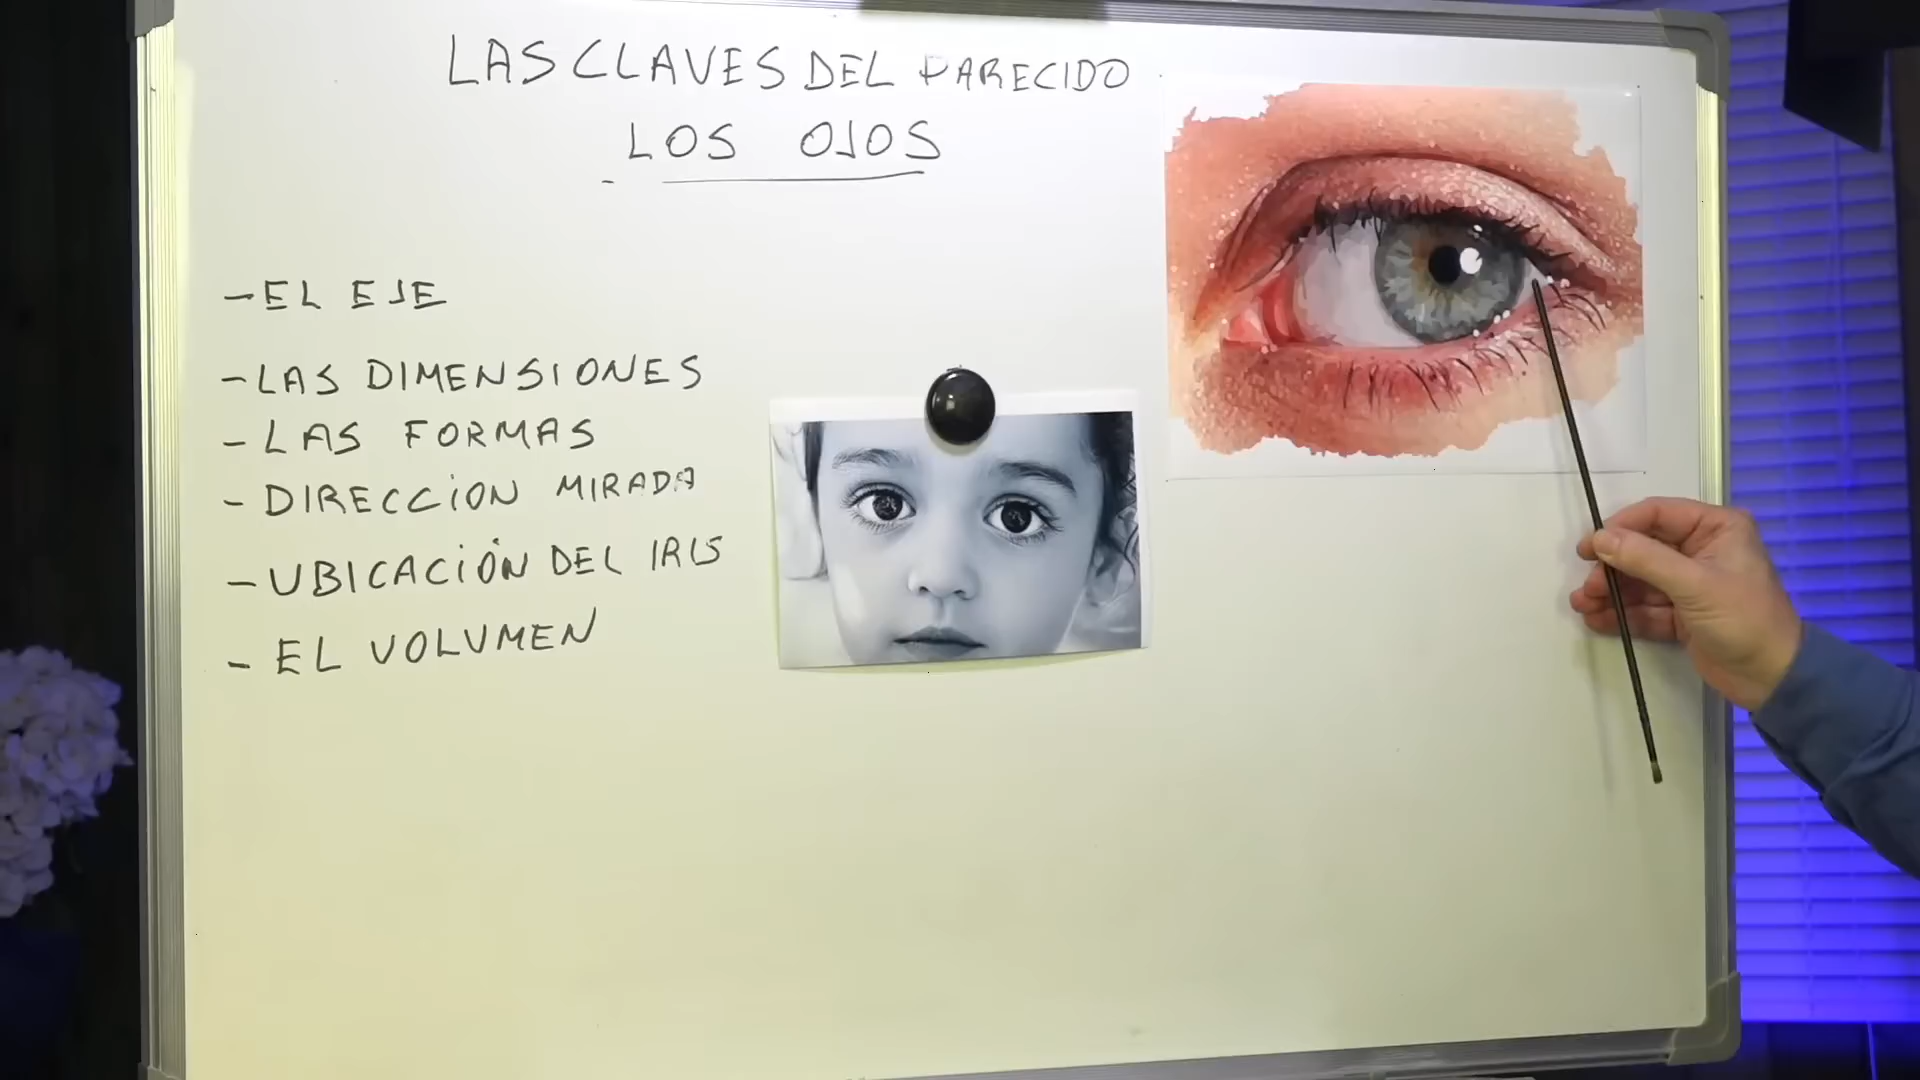 LAS CLAVES DEL PARECIDO
LOS OJOS
- EL EJE
- LAS DIMENSIONES
- LAS FORMAS
- DIRECCION MIRADA
- UBICACIÓN DEL IRIS
- EL VOLUMEN